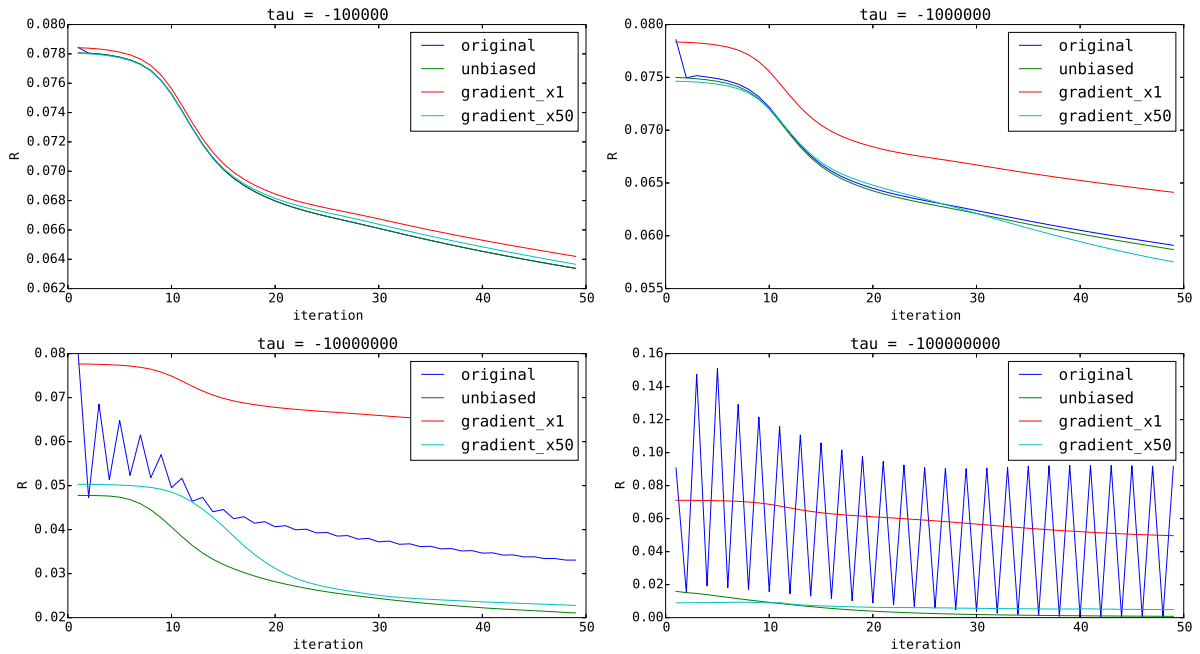 tau = -100000
0.080
0.078
0.076
0.074
0.072
0.070
0.068
0.066
0.064
0.062
R
original
unbiased
gradient_x1
gradient_x50
0 10 20 30 40 50
iteration
tau = -1000000
0.080
0.075
0.070
0.065
0.060
0.055
R
original
unbiased
gradient_x1
gradient_x50
0 10 20 30 40 50
iteration
tau = -10000000
0.08
0.07
0.06
0.05
0.04
0.03
0.02
R
original
unbiased
gradient_x1
gradient_x50
0 10 20 30 40 50
iteration
tau = -100000000
0.16
0.14
0.12
0.10
0.08
0.06
0.04
0.02
0.00
R
original
unbiased
gradient_x1
gradient_x50
0 10 20 30 40 50
iteration